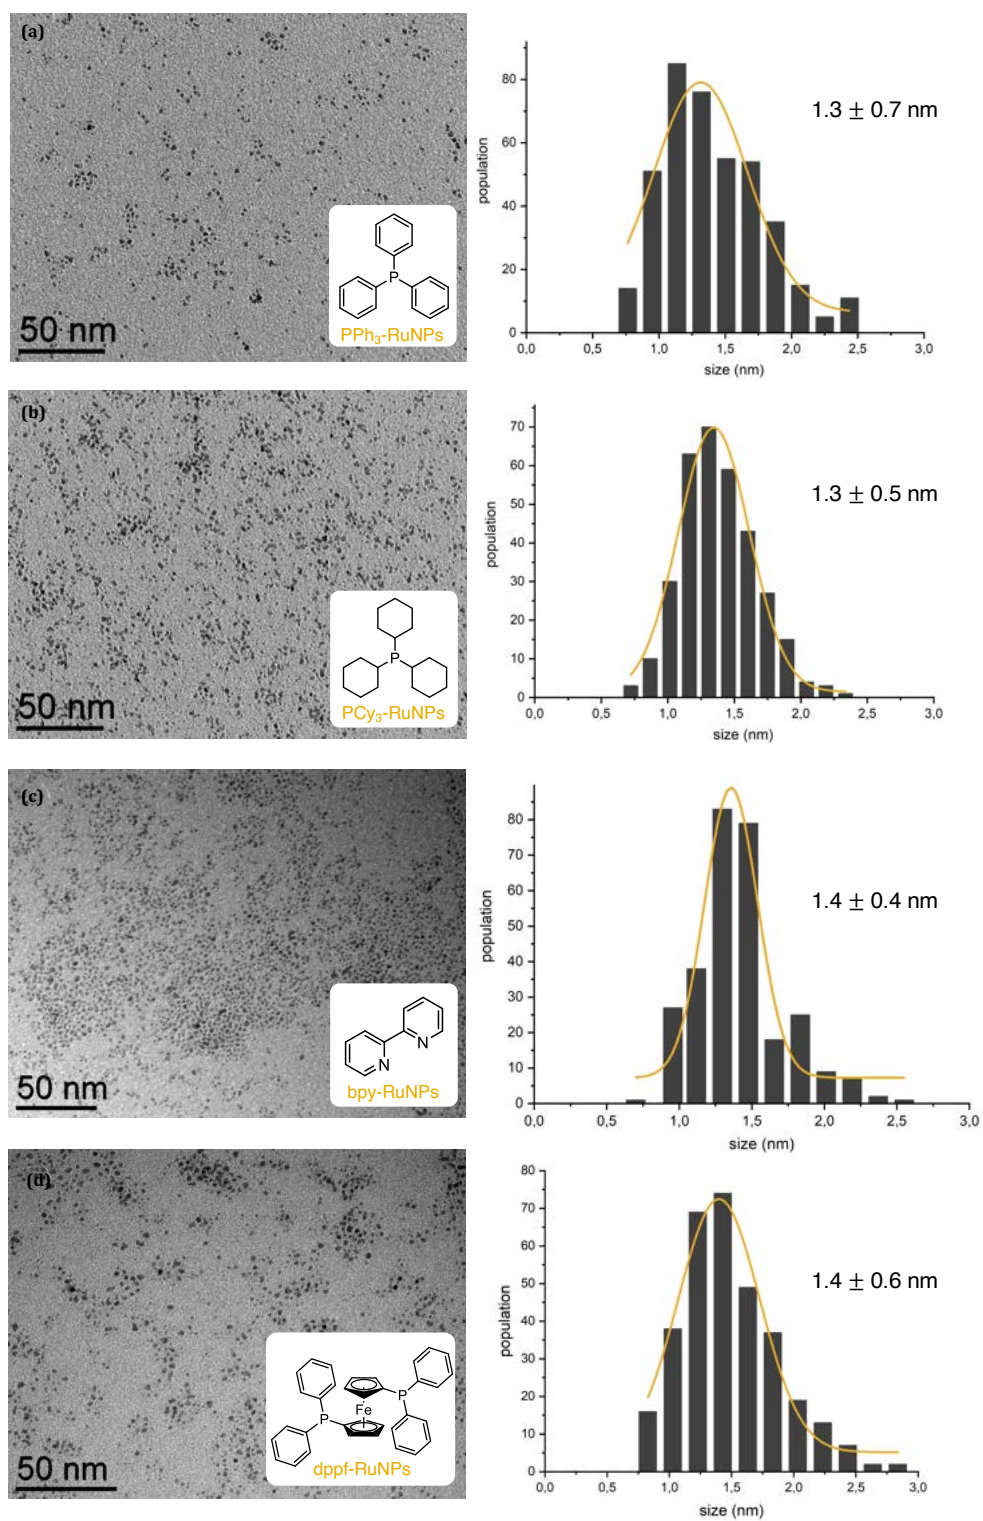 (a)
50 nm
P
PPh₃-RuNPs
population
80
60
40
20
0
0,0 0,5 1,0 1,5 2,0 2,5 3,0
size (nm)
1.3 ± 0.7 nm
(b)
50 nm
P
PCy₃-RuNPs
population
70
60
50
40
30
20
10
0
0,0 0,5 1,0 1,5 2,0 2,5 3,0
size (nm)
1.3 ± 0.5 nm
(c)
50 nm
N
N
bpy-RuNPs
population
80
70
60
50
40
30
20
10
0
0,0 1,0 1,5 2,0 2,5 3,0
size (nm)
1.4 ± 0.4 nm
(d)
50 nm
P
Fe
P
dppf-RuNPs
population
80
70
60
50
40
30
20
10
0
0,0 0,5 1,0 1,5 2,0 2,5 3,0
size (nm)
1.4 ± 0.6 nm